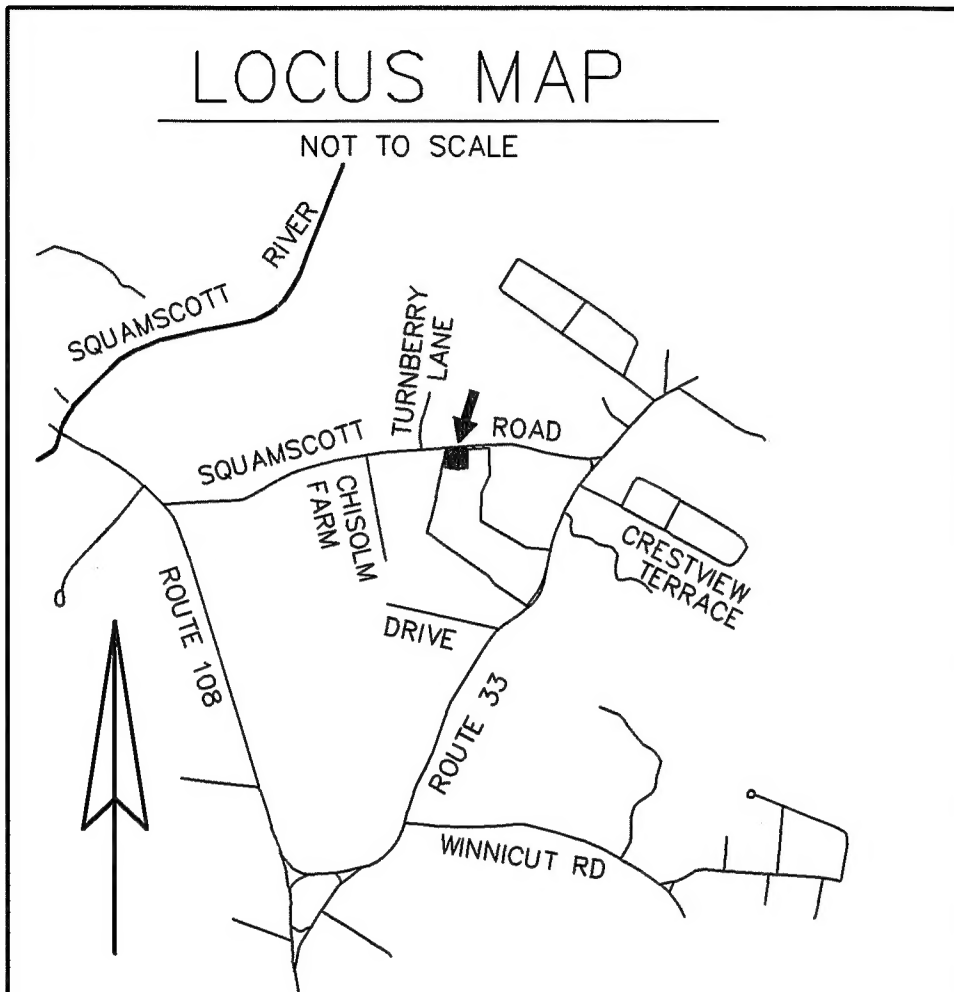 LOCUS MAP
NOT TO SCALE
SQUAMSCOTT RIVER
TURNBERRY
LANE
SQUAMSCOTT ROAD
CHISOLM
FARM
CRESTVIEW
TERRACE
DRIVE
ROUTE 108
ROUTE 33
WINNICUT RD